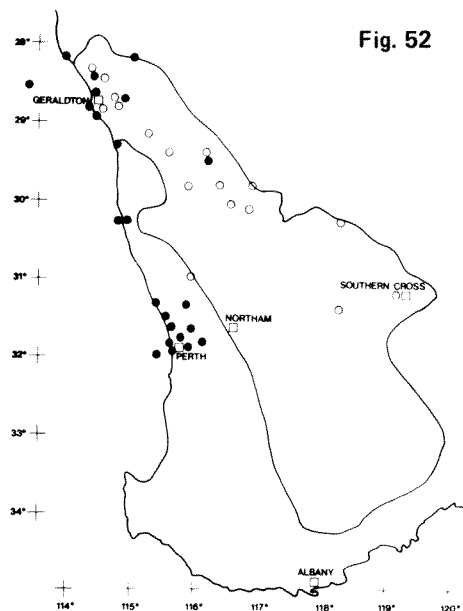 Fig. 52
28°
GERALDTON
29°
30°
31°
SOUTHERN CROSS
NORTHAM
32°
PERTH
33°
34°
ALBANY
114° 115° 116° 117° 118° 119° 120°